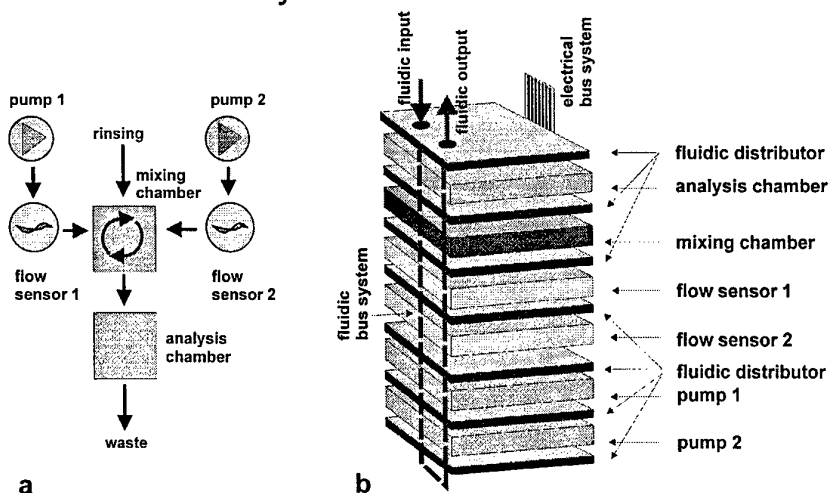 pump 1
pump 2
rinsing
mixing
chamber
flow
sensor 1
flow
sensor 2
analysis
chamber
waste
a
fluidic input
fluidic output
electrical
bus system
fluidic
bus system
fluidic distributor
analysis chamber
mixing chamber
flow sensor 1
flow sensor 2
fluidic distributor
pump 1
pump 2
b